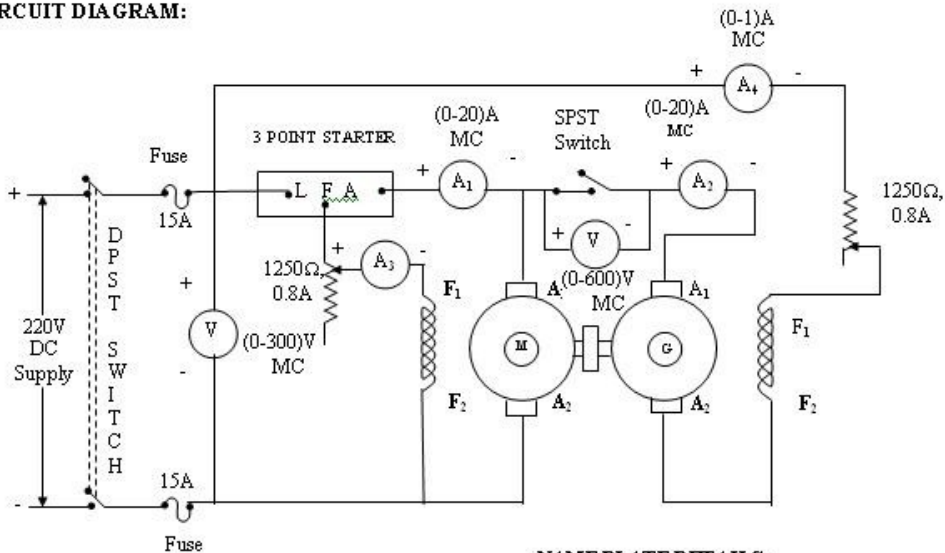 RCUIT DIAGRAM:
(0-1)A
MC
+ A4 -
(0-20)A
MC
SPST
Switch
(0-20)A
MC
3 POINT STARTER
Fuse
+ A1 -
+ A2 -
L F A
+
15A
1250Ω,
0.8A
DPST SWITCH
+ A3 -
+ V -
1250Ω,
0.8A
(0-600)V
MC
+
V
-
(0-300)V
MC
F1
A
A1
F1
220V
DC
Supply
M
G
F2
A2
A2
F2
15A
-
Fuse